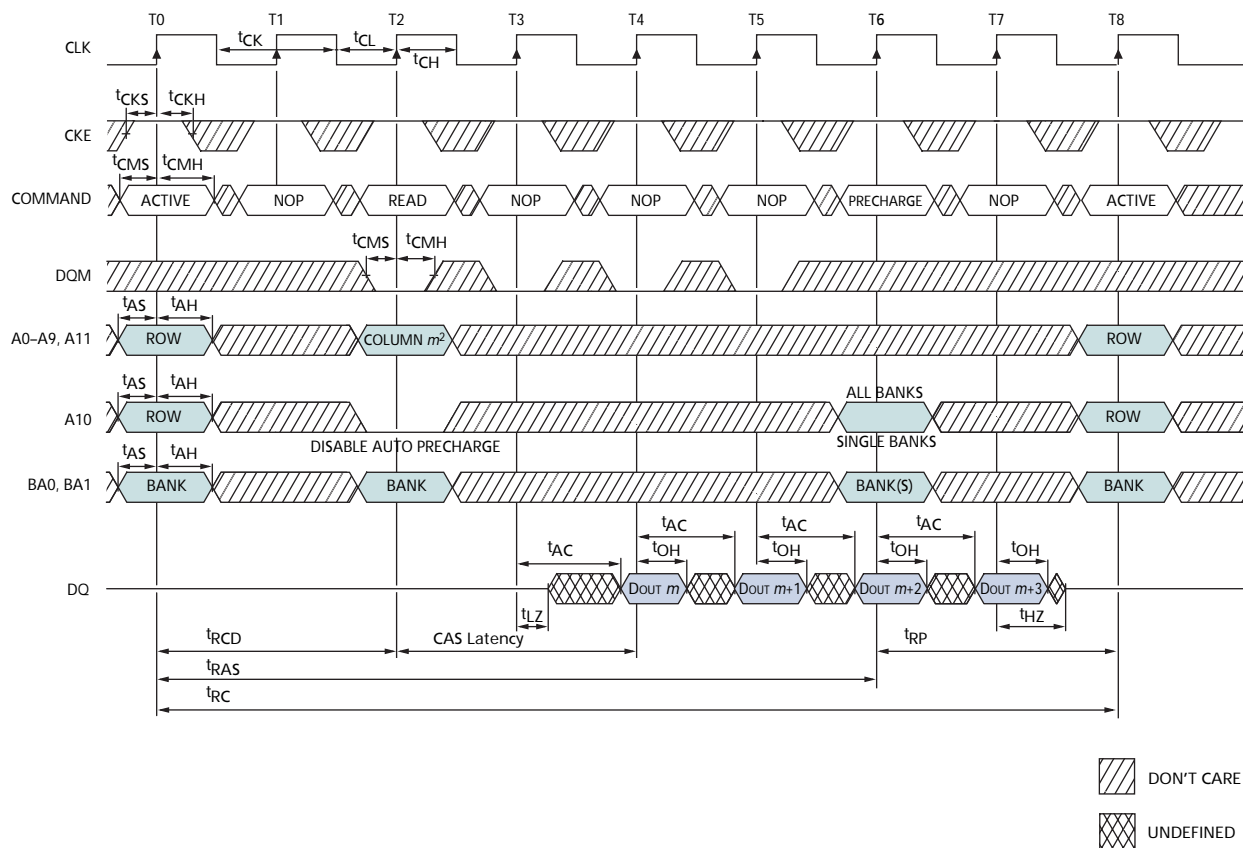 T0 T1 T2 T3 T4 T5 T6 T7 T8
CLK tCK tCL tCH
tCKS tCKH
CKE
tCMS tCMH
COMMAND ACTIVE NOP READ NOP NOP NOP PRECHARGE NOP ACTIVE
tCMS tCMH
DQM
tAS tAH
A0–A9, A11 ROW COLUMN m2 ROW
tAS tAH ALL BANKS
A10 ROW ROW
DISABLE AUTO PRECHARGE SINGLE BANKS
tAS tAH
BA0, BA1 BANK BANK BANK(S) BANK
tAC tAC tAC tAC
tOH tOH tOH tOH
DQ DOUT m DOUT m+1 DOUT m+2 DOUT m+3
tLZ tHZ
tRCD CAS Latency tRP
tRAS
tRC
DON'T CARE
UNDEFINED